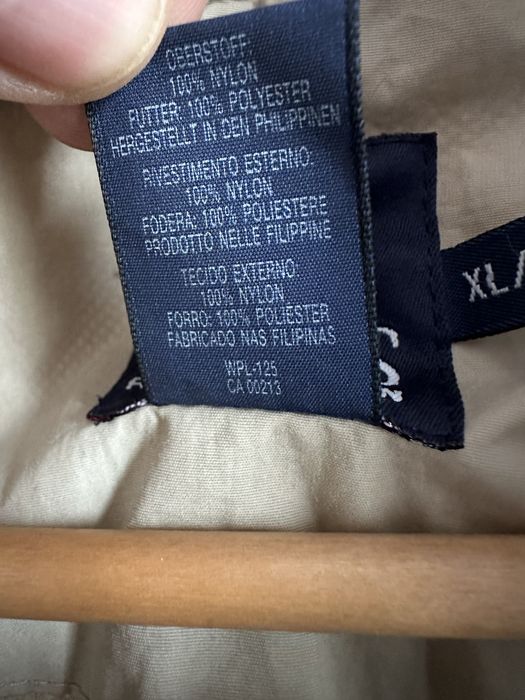 OBERSTOFF:
100% NYLON
FUTTER: 100% POLYESTER
HERGESTELLT IN DEN PHILIPPINEN
RIVESTIMENTO ESTERNO:
100% NYLON
FODERA: 100% POLIESTERE
PRODOTTO NELLE FILIPPINE
TECIDO EXTERNO:
100% NYLON
FORRO: 100% POLIESTER
FABRICADO NAS FILIPINAS
WPL-125
CA 00213
XL/